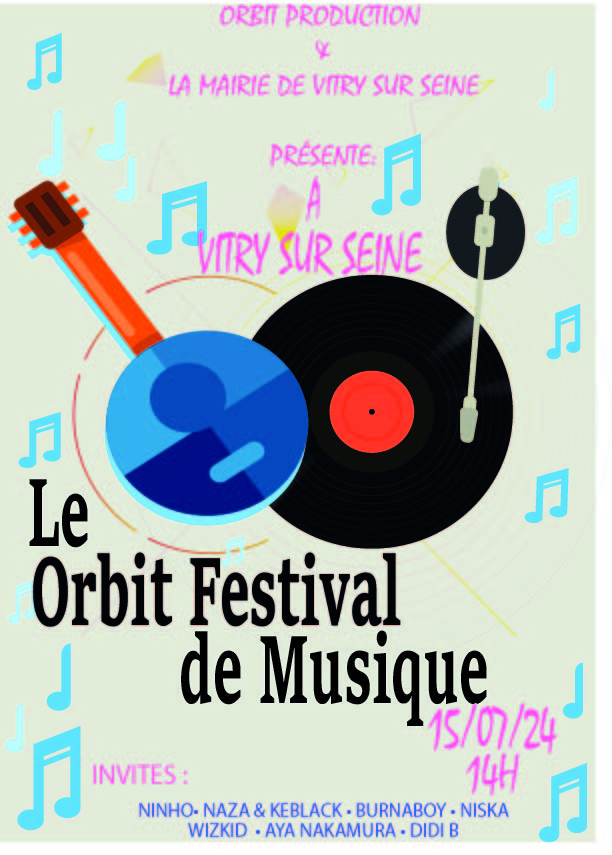 ORBIT PRODUCTION
&
LA MAIRIE DE VITRY SUR SEINE
PRÉSENTE:
A
VITRY SUR SEINE
Le
Orbit Festival
de Musique
15/07/24
14H
INVITES :
NINHO• NAZA & KEBLACK • BURNABOY • NISKA
WIZKID • AYA NAKAMURA • DIDI B